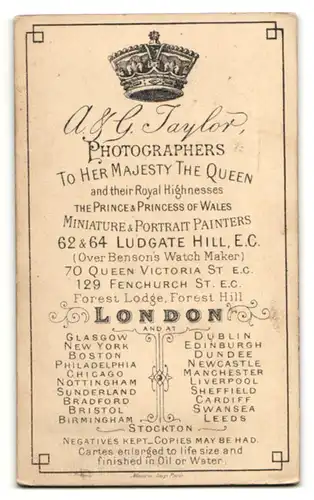 A. & G. Taylor,
PHOTOGRAPHERS
TO HER MAJESTY THE QUEEN
and their Royal Highnesses
THE PRINCE & PRINCESS OF WALES
MINIATURE & PORTRAIT PAINTERS
62 & 64 LUDGATE HILL, E.C.
(Over Benson's Watch Maker)
70 QUEEN VICTORIA ST E.C.
129 FENCHURCH ST. E.C.
Forest Lodge, Forest Hill
LONDON
AND AT
GLASGOW
NEW YORK
BOSTON
PHILADELPHIA
CHICAGO
NOTTINGHAM
SUNDERLAND
BRADFORD
BRISTOL
BIRMINGHAM
DUBLIN
EDINBURGH
DUNDEE
NEWCASTLE
MANCHESTER
LIVERPOOL
SHEFFIELD
CARDIFF
SWANSEA
LEEDS
STOCKTON
NEGATIVES KEPT_COPIES MAY BE HAD.
Cartes enlarged to life size and
finished in Oil or Water.